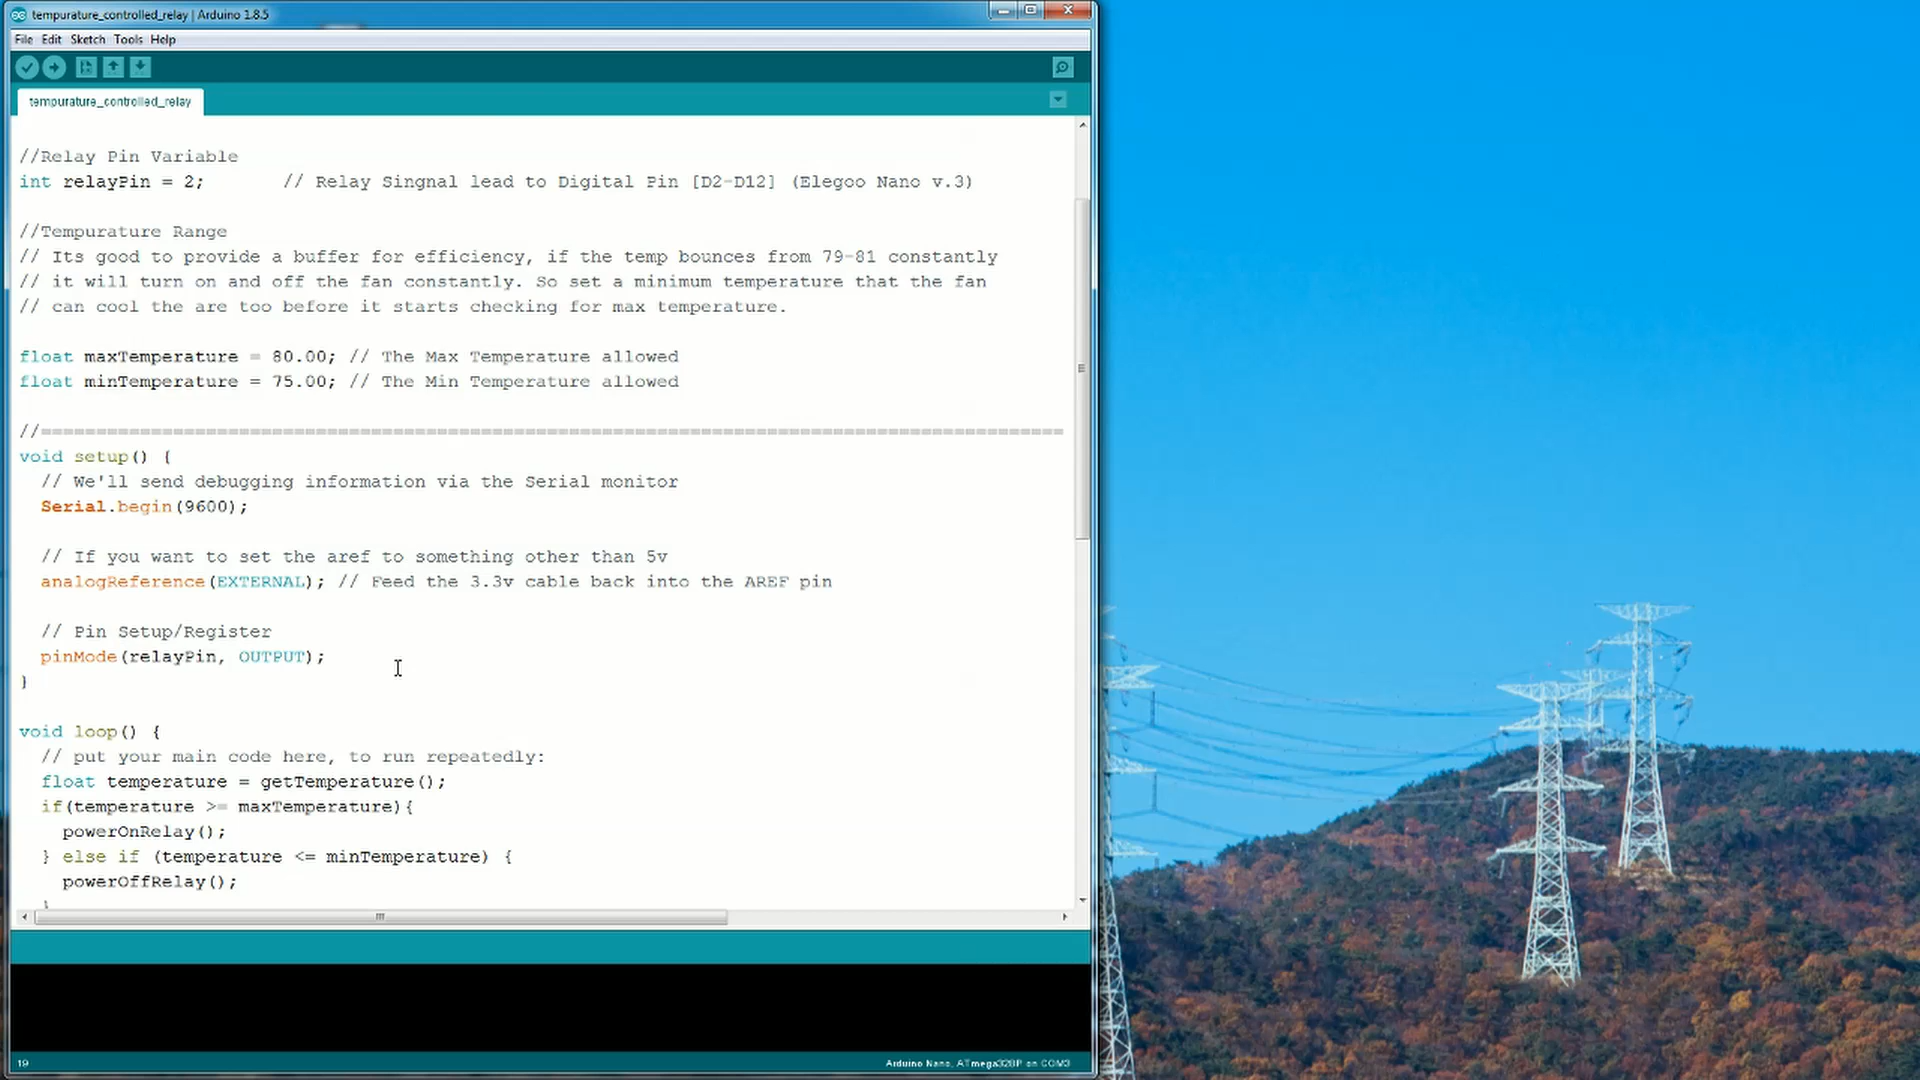 tempurature_controlled_relay | Arduino 1.8.5
File Edit Sketch Tools Help
tempurature_controlled_relay
//Relay Pin Variable
int relayPin = 2; // Relay Singnal lead to Digital Pin [D2-D12] (Elegoo Nano v.3)
//Tempurature Range
// Its good to provide a buffer for efficiency, if the temp bounces from 79-81 constantly
// it will turn on and off the fan constantly. So set a minimum temperature that the fan
// can cool the are too before it starts checking for max temperature.
float maxTemperature = 80.00; // The Max Temperature allowed
float minTemperature = 75.00; // The Min Temperature allowed
//=============================================================================================
void setup() {
// We'll send debugging information via the Serial monitor
Serial.begin(9600);
// If you want to set the aref to something other than 5v
analogReference(EXTERNAL); // Feed the 3.3v cable back into the AREF pin
// Pin Setup/Register
pinMode(relayPin, OUTPUT);
}
void loop() {
// put your main code here, to run repeatedly:
float temperature = getTemperature();
if(temperature >= maxTemperature){
powerOnRelay();
} else if (temperature <= minTemperature) {
powerOffRelay();
}
19
Arduino Nano, ATmega328P on COM3